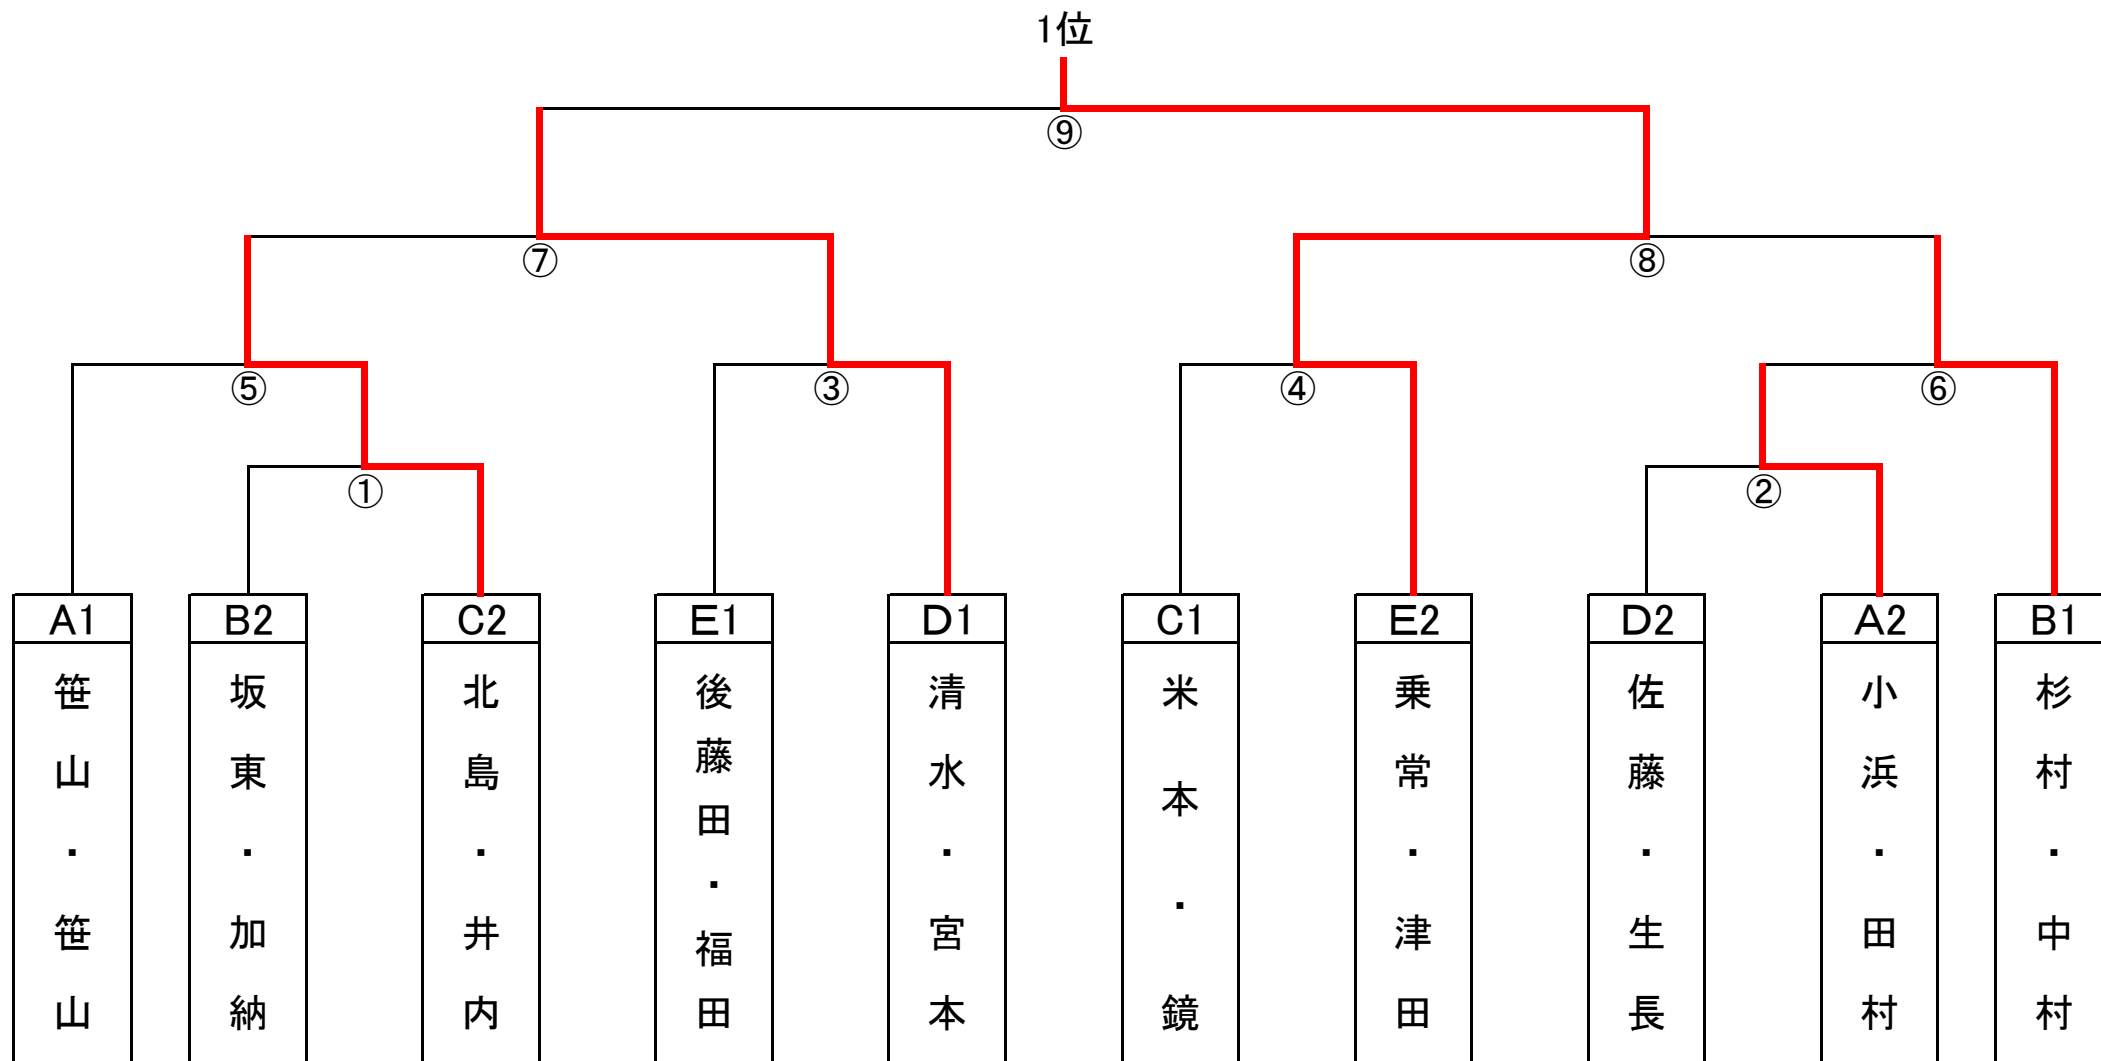 1位
⑨
⑦
⑧
⑤
③
④
⑥
①
②
A1
B2
C2
E1
D1
C1
E2
D2
A2
B1
笹山・笹山
坂東・加納
北島・井内
後藤田・福田
清水・宮本
米本・鏡
乗常・津田
佐藤・生長
小浜・田村
杉村・中村